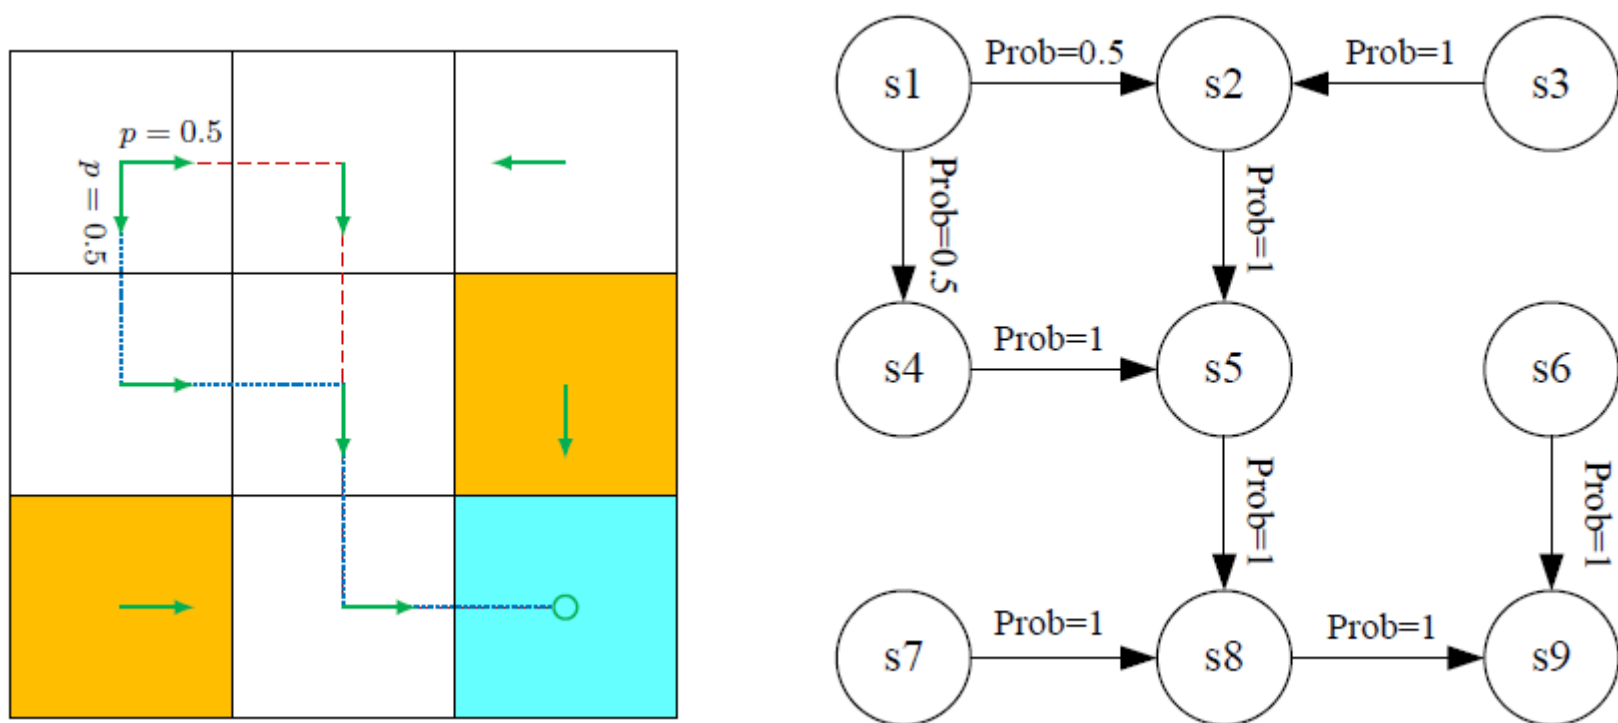 p = 0.5
p = 0.5
s1
Prob=0.5
s2
Prob=1
s3
Prob=0.5
Prob=1
s4
Prob=1
s5
s6
Prob=1
Prob=1
s7
Prob=1
s8
Prob=1
s9